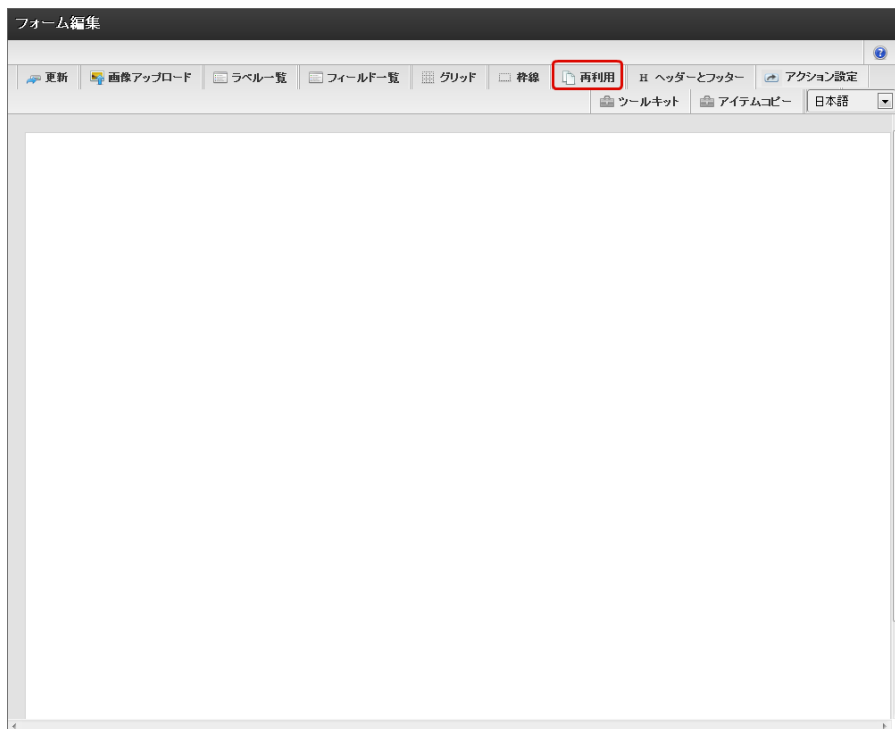 フォーム編集
更新 画像アップロード ラベル一覧 フィールド一覧 グリッド 枠線 再利用 H ヘッダーとフッター アクション設定
ツールキット アイテムコピー 日本語